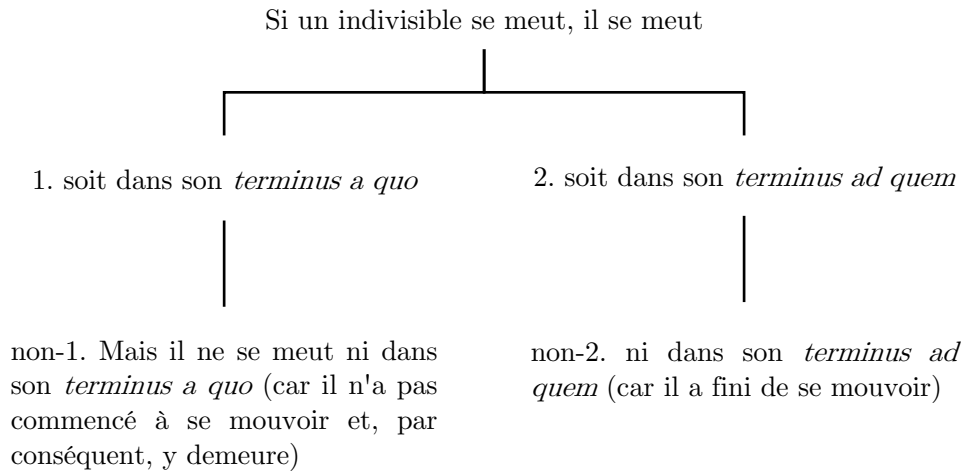 Si un indivisible se meut, il se meut
1. soit dans son terminus a quo
2. soit dans son terminus ad quem
non-1. Mais il ne se meut ni dans
son terminus a quo (car il n'a pas
commencé à se mouvoir et, par
conséquent, y demeure)
non-2. ni dans son terminus ad
quem (car il a fini de se mouvoir)